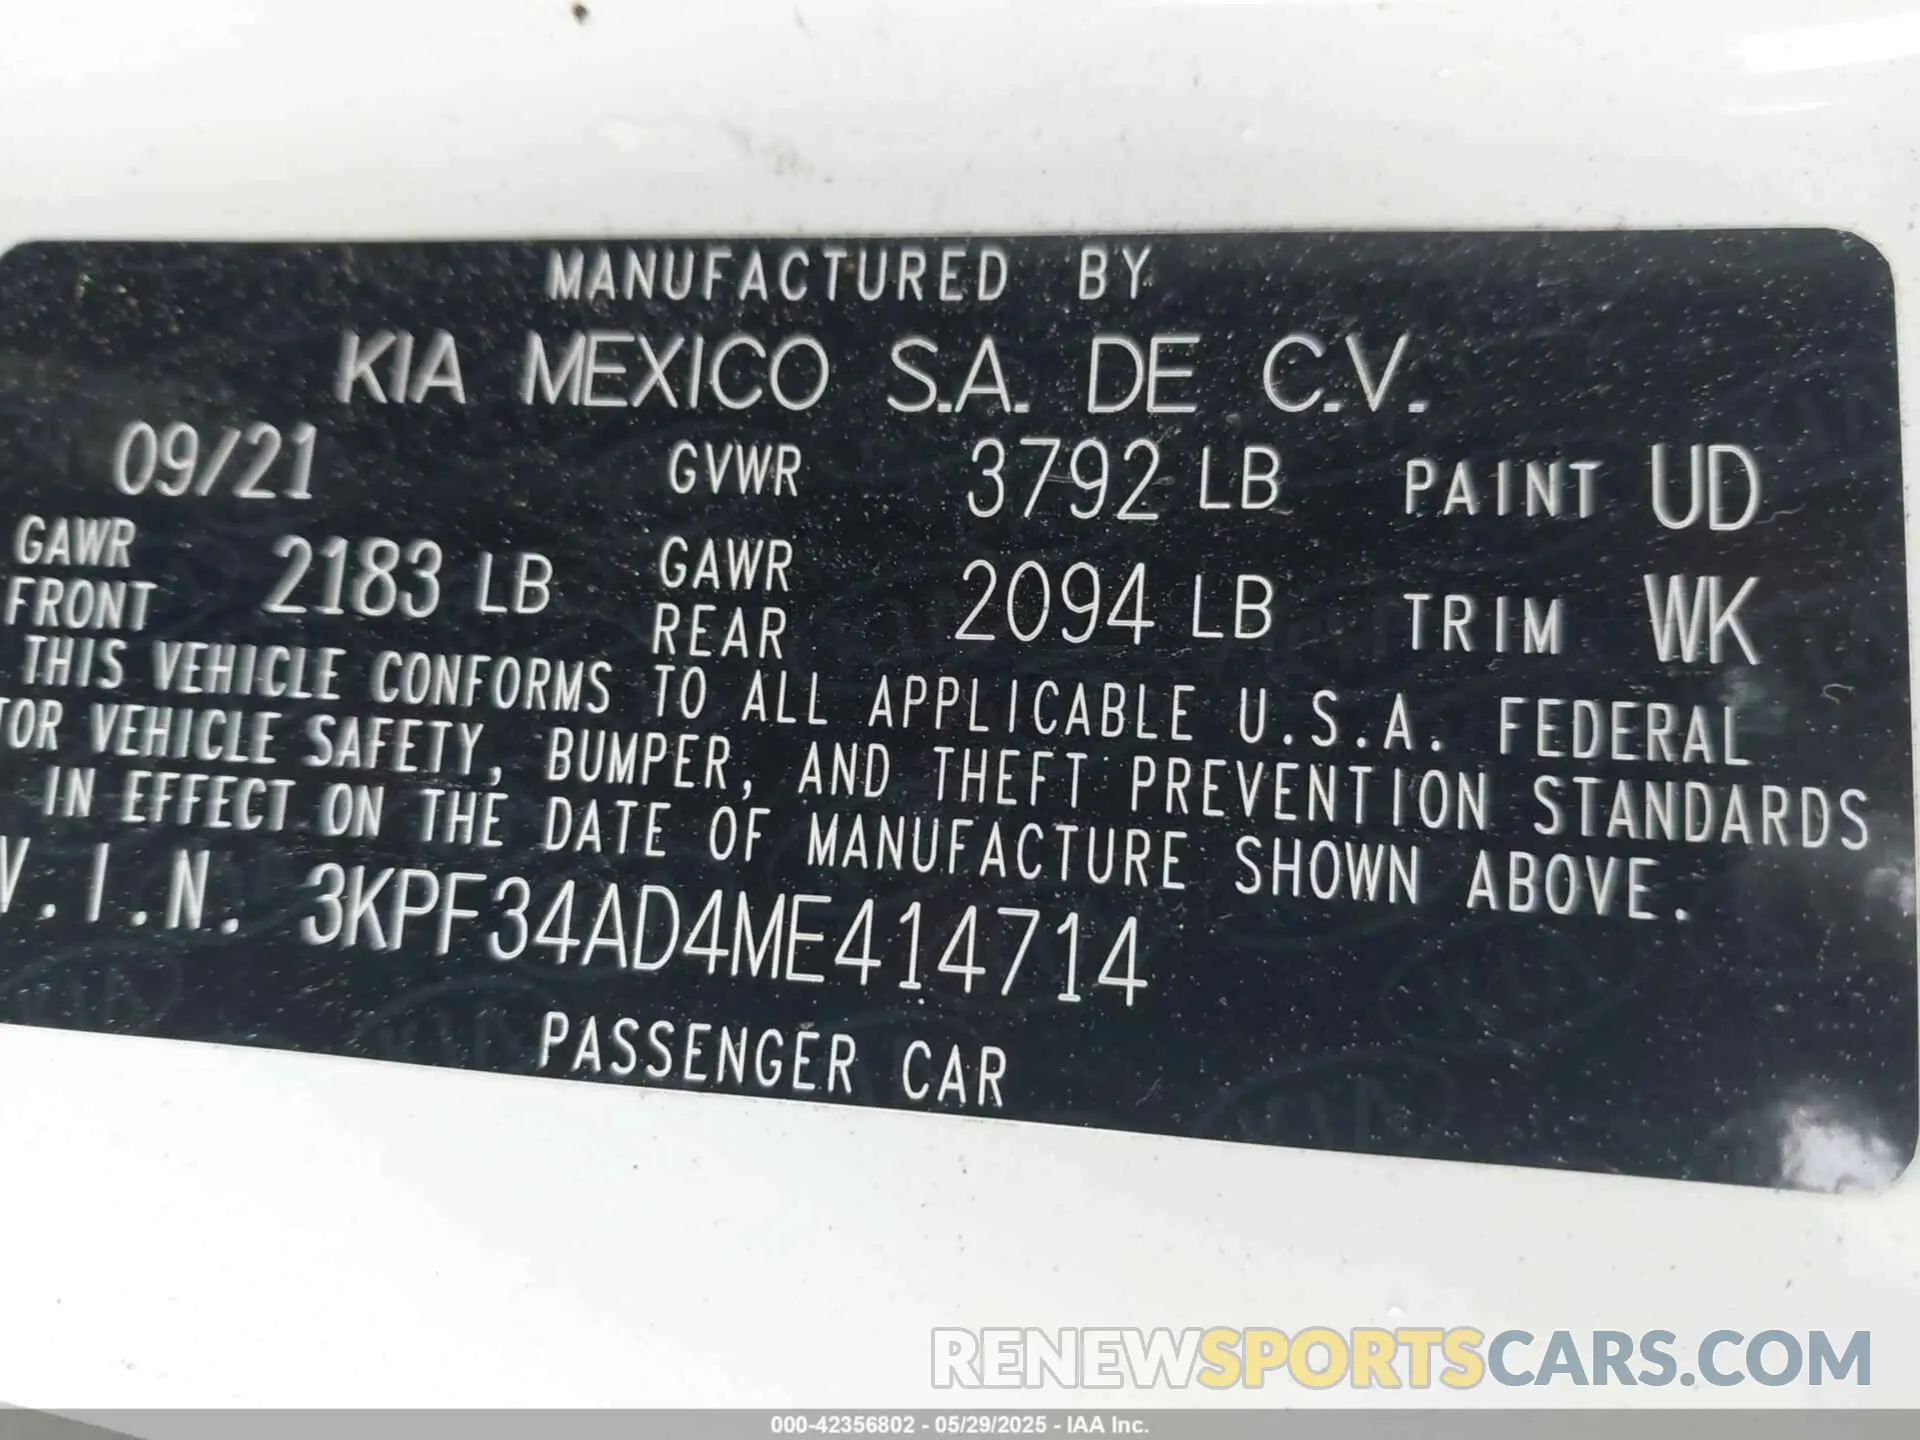 MANUFACTURED BY
KIA MEXICO S.A. DE C.V.
09/21 GVWR 3792 LB PAINT UD
GAWR FRONT 2183 LB GAWR REAR 2094 LB TRIM WK
THIS VEHICLE CONFORMS TO ALL APPLICABLE U.S.A. FEDERAL
TOR VEHICLE SAFETY, BUMPER, AND THEFT PREVENTION STANDARDS
IN EFFECT ON THE DATE OF MANUFACTURE SHOWN ABOVE.
V.I.N. 3KPF34AD4ME414714
PASSENGER CAR
RENEWSPORTSCARS.COM
000-42356802 - 05/29/2025 - IAA Inc.